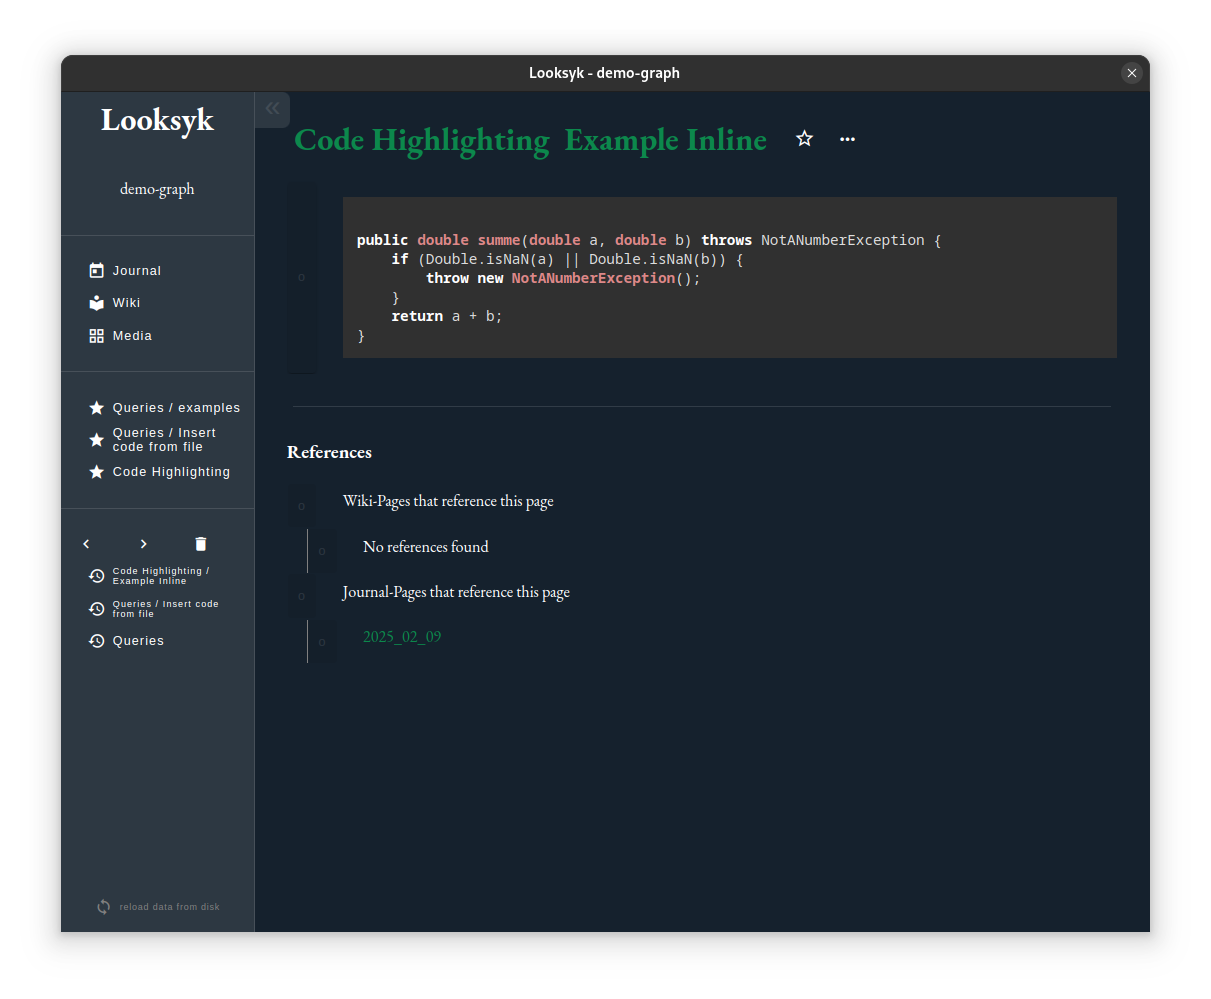 Looksyk - demo-graph
Looksyk
demo-graph
Journal
Wiki
Media
Queries / examples
Queries / Insert
code from file
Code Highlighting
Code Highlighting /
Example Inline
Queries / Insert code
from file
Queries
reload data from disk
Code Highlighting Example Inline
public double summe(double a, double b) throws NotANumberException {
    if (Double.isNaN(a) || Double.isNaN(b)) {
        throw new NotANumberException();
    }
    return a + b;
}
References
Wiki-Pages that reference this page
No references found
Journal-Pages that reference this page
2025_02_09